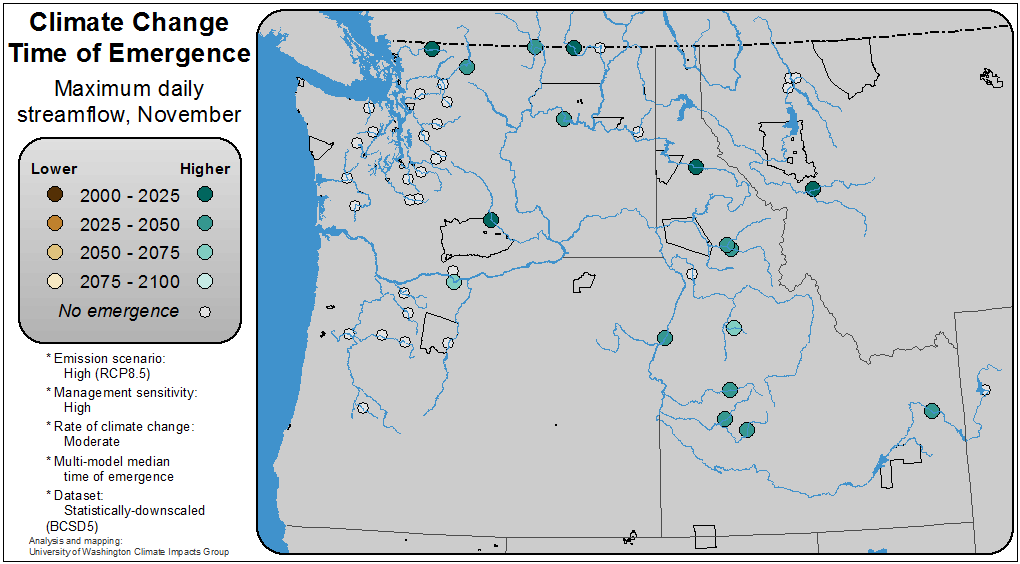 Climate Change
Time of Emergence
Maximum daily
streamflow, November
Lower Higher
2000 - 2025
2025 - 2050
2050 - 2075
2075 - 2100
No emergence
* Emission scenario:
High (RCP8.5)
* Management sensitivity:
High
* Rate of climate change:
Moderate
* Multi-model median
time of emergence
* Dataset:
Statistically-downscaled
(BCSD5)
Analysis and mapping:
University of Washington Climate Impacts Group